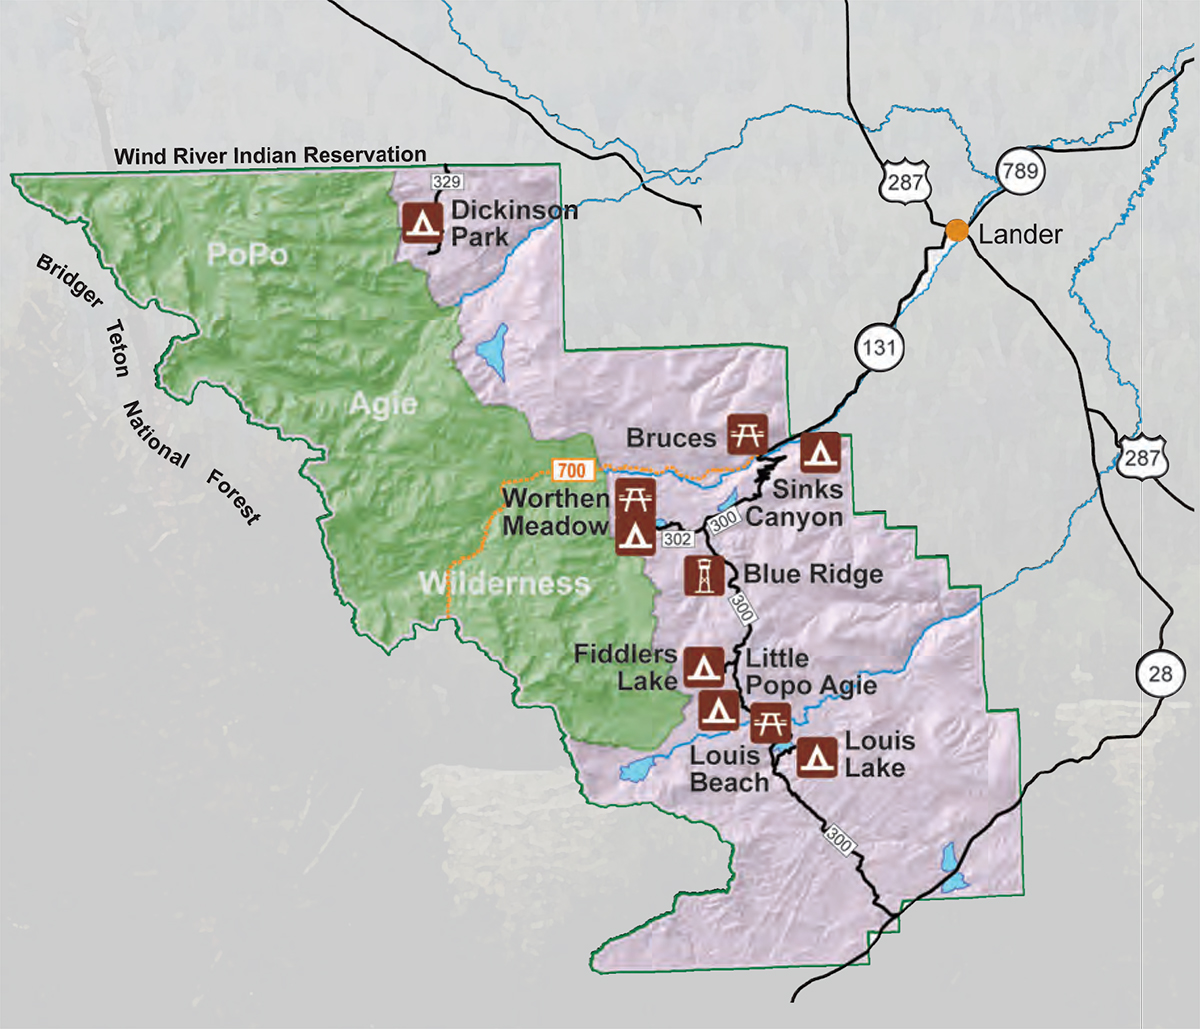 Wind River Indian Reservation
329
Dickinson
Park
287
789
Lander
PoPo
Bridger Teton National Forest
131
Agie
Bruces
700
Sinks
Canyon
287
Worthen
Meadow
300
302
Blue Ridge
Wilderness
300
Fiddlers
Lake
Little
Popo Agie
28
Louis
Beach
Louis
Lake
300